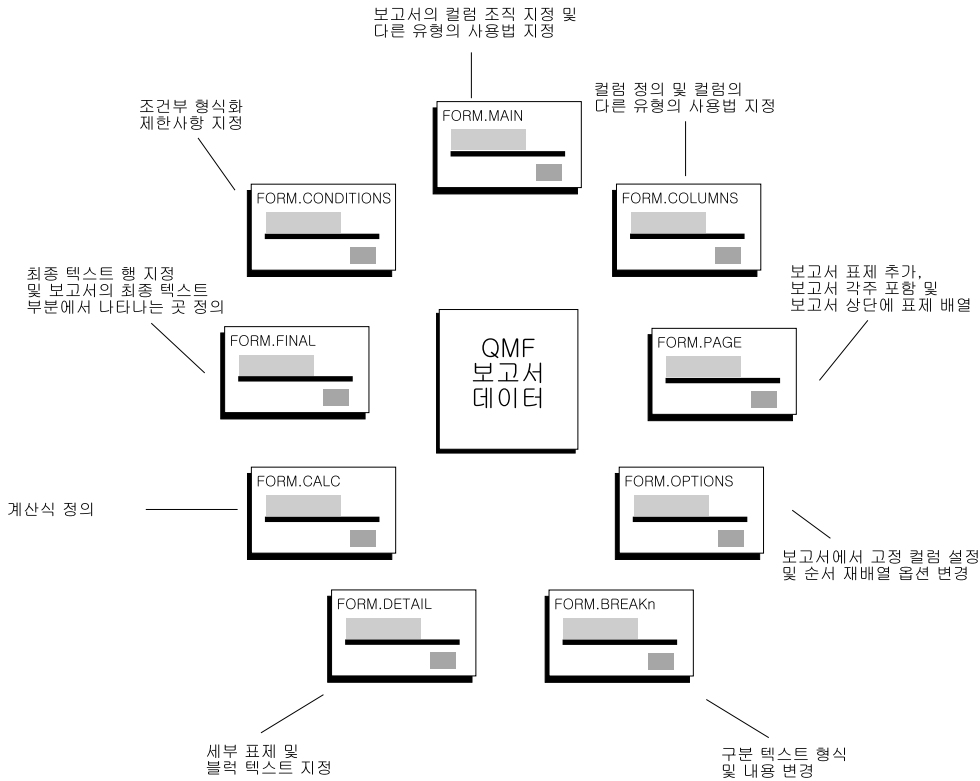 보고서의 컬럼 조직 지정 및
다른 유형의 사용법 지정
컬럼 정의 및 컬럼의
다른 유형의 사용법 지정
조건부 형식화
제한사항 지정
FORM.MAIN
FORM.CONDITIONS
FORM.COLUMNS
최종 텍스트 행 지정
및 보고서의 최종 텍스트
부분에서 나타나는 곳 정의
보고서 표제 추가,
보고서 각주 포함 및
보고서 상단에 표제 배열
FORM.FINAL
QMF
보고서
데이터
FORM.PAGE
FORM.CALC
FORM.OPTIONS
계산식 정의
보고서에서 고정 컬럼 설정
및 순서 재배열 옵션 변경
FORM.DETAIL
FORM.BREAKn
세부 표제 및
블럭 텍스트 지정
구분 텍스트 형식
및 내용 변경